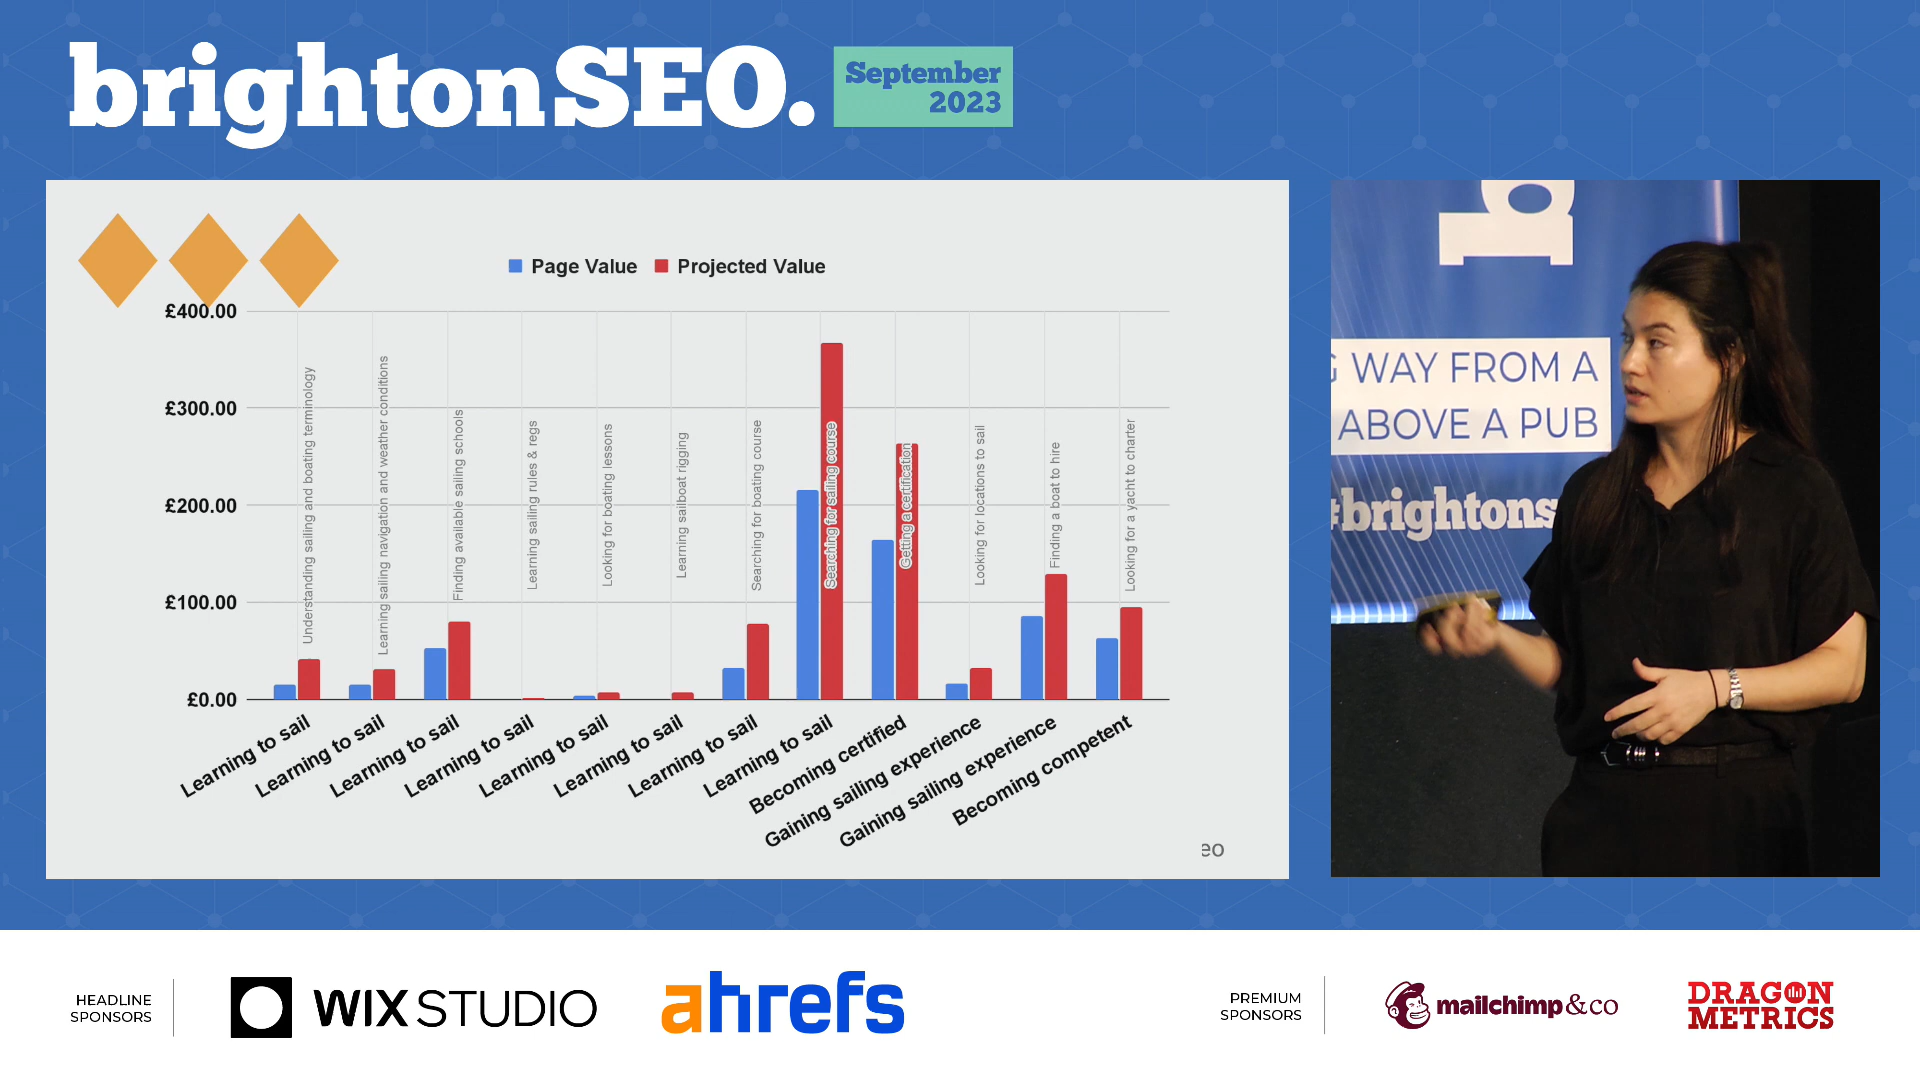 brightonSEO.
September
2023
Page Value
Projected Value
£400.00
£300.00
£200.00
£100.00
£0.00
Understanding sailing and boating terminology
Learning sailing navigation and weather conditions
Finding available sailing schools
Learning sailing rules & regs
Looking for boating lessons
Learning sailboat rigging
Searching for boating course
Searching for sailing course
Getting a certification
Looking for locations to sail
Finding a boat to hire
Looking for a yacht to charter
Learning to sail
Learning to sail
Learning to sail
Learning to sail
Learning to sail
Learning to sail
Learning to sail
Learning to sail
Becoming certified
Gaining sailing experience
Gaining sailing experience
Becoming competent
eo
b
G WAY FROM A
ABOVE A PUB
#brightons
HEADLINE
SPONSORS
WIX STUDIO
ahrefs
PREMIUM
SPONSORS
mailchimp & co
DRAGON
METRICS